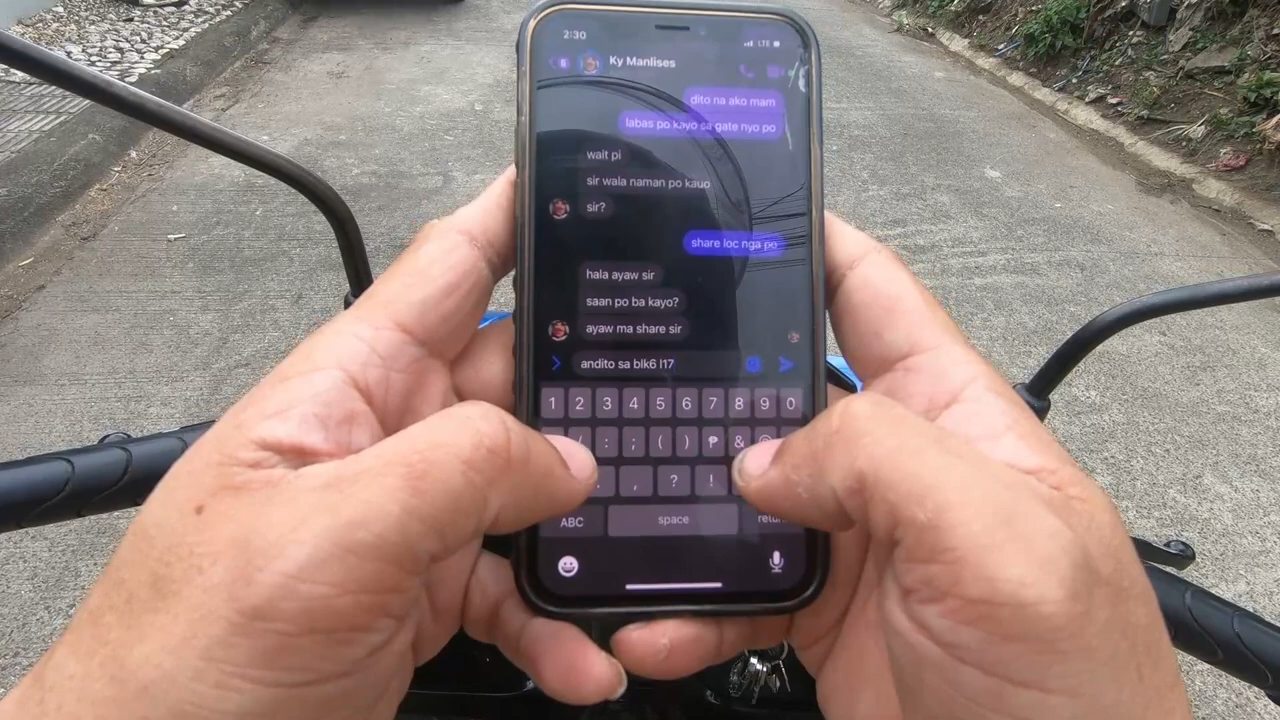 2:30
LTE
6
Ky Manlises
dito na ako mam
labas po kayo sa gate nyo po
wait pi
sir wala naman po kauo
sir?
share loc nga po
hala ayaw sir
saan po ba kayo?
ayaw ma share sir
andito sa blk6 l17
1 2 3 4 5 6 7 8 9 0
/ : ; ( ) ₱ & @
. , ? !
ABC space